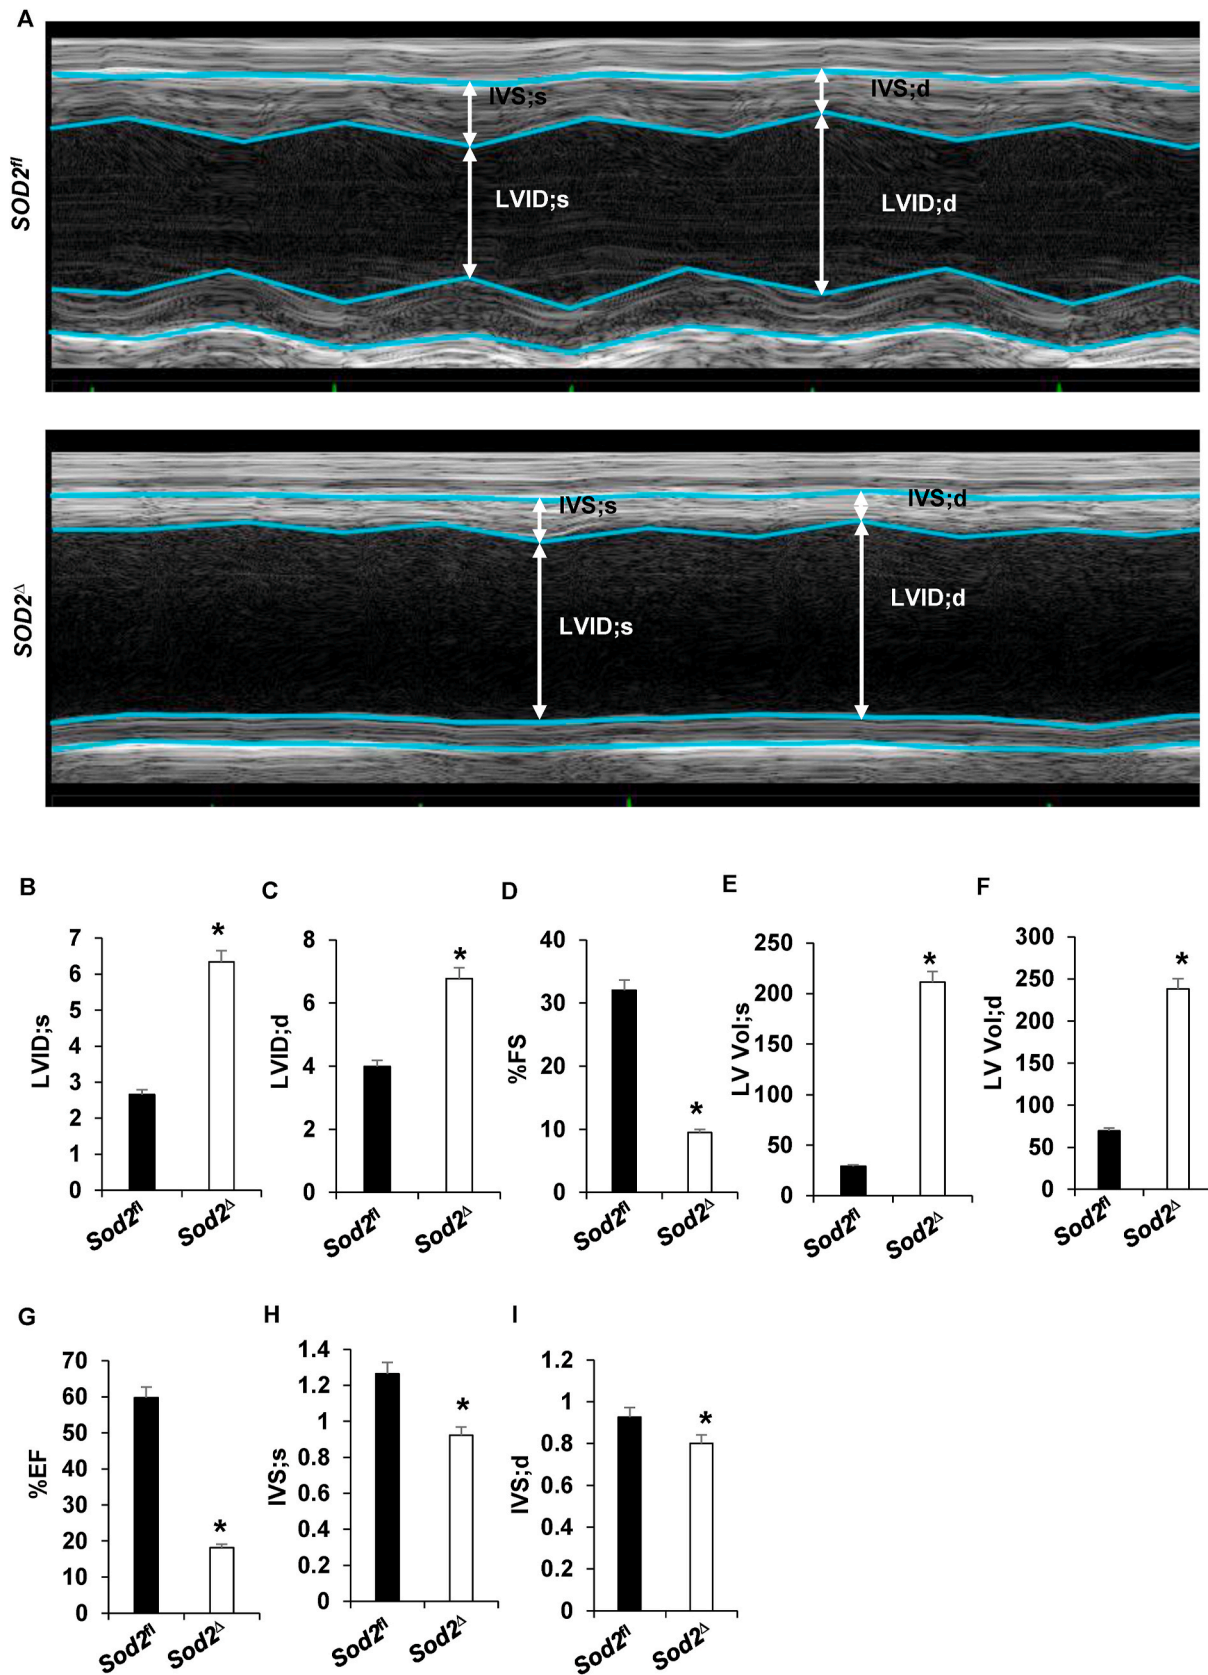 A
SOD2fl
IVS;s
IVS;d
LVID;s
LVID;d
SOD2Δ
IVS;s
IVS;d
LVID;s
LVID;d
B
LVID;s
7
6
5
4
3
2
1
0
Sod2fl
Sod2Δ
*
C
LVID;d
8
6
4
2
0
Sod2fl
Sod2Δ
*
D
%FS
40
30
20
10
0
Sod2fl
Sod2Δ
*
E
LV Vol;s
250
200
150
100
50
0
Sod2fl
Sod2Δ
*
F
LV Vol;d
300
250
200
150
100
50
0
Sod2fl
Sod2Δ
*
G
%EF
70
60
50
40
30
20
10
0
Sod2fl
Sod2Δ
*
H
IVS;s
1.4
1.2
1
0.8
0.6
0.4
0.2
0
Sod2fl
Sod2Δ
*
I
IVS;d
1.2
1
0.8
0.6
0.4
0.2
0
Sod2fl
Sod2Δ
*